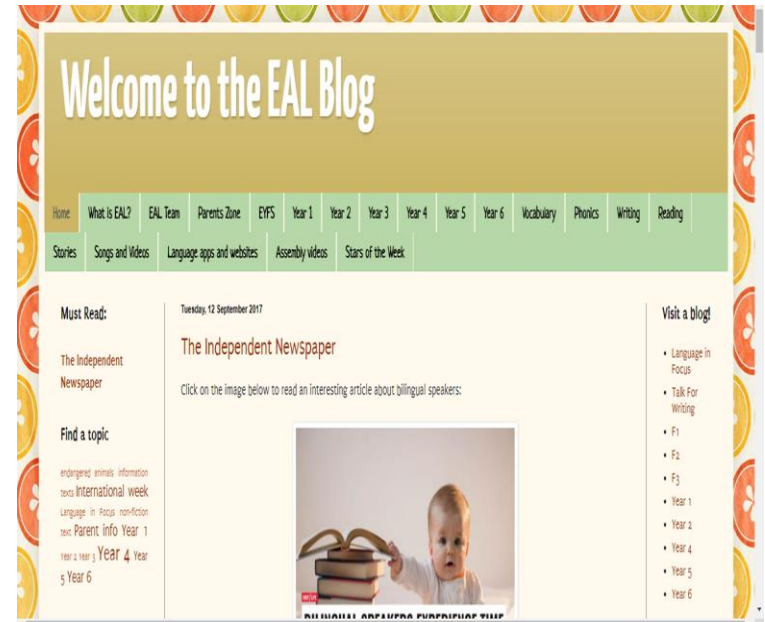 Welcome to the EAL Blog
Home What is EAL? EAL Team Parents Zone EYFS Year 1 Year 2 Year 3 Year 4 Year 5 Year 6 Vocabulary Phonics Writing Reading
Stories Songs and Videos Language apps and websites Assembly videos Stars of the Week
Must Read:
The Independent
Newspaper
Find a topic
endangered animals information
texts International week
Language in Focus non-fiction
text Parent info Year 1
Year 2 Year 3 Year 4 Year
5 Year 6
Tuesday, 12 September 2017
The Independent Newspaper
Click on the image below to read an interesting article about bilingual speakers:
BILINGUAL SPEAKERS EXPERIENCE TIME
Visit a blog!
• Language in
Focus
• Talk For
Writing
• F1
• F2
• F3
• Year 1
• Year 2
• Year 4
• Year 5
• Year 6